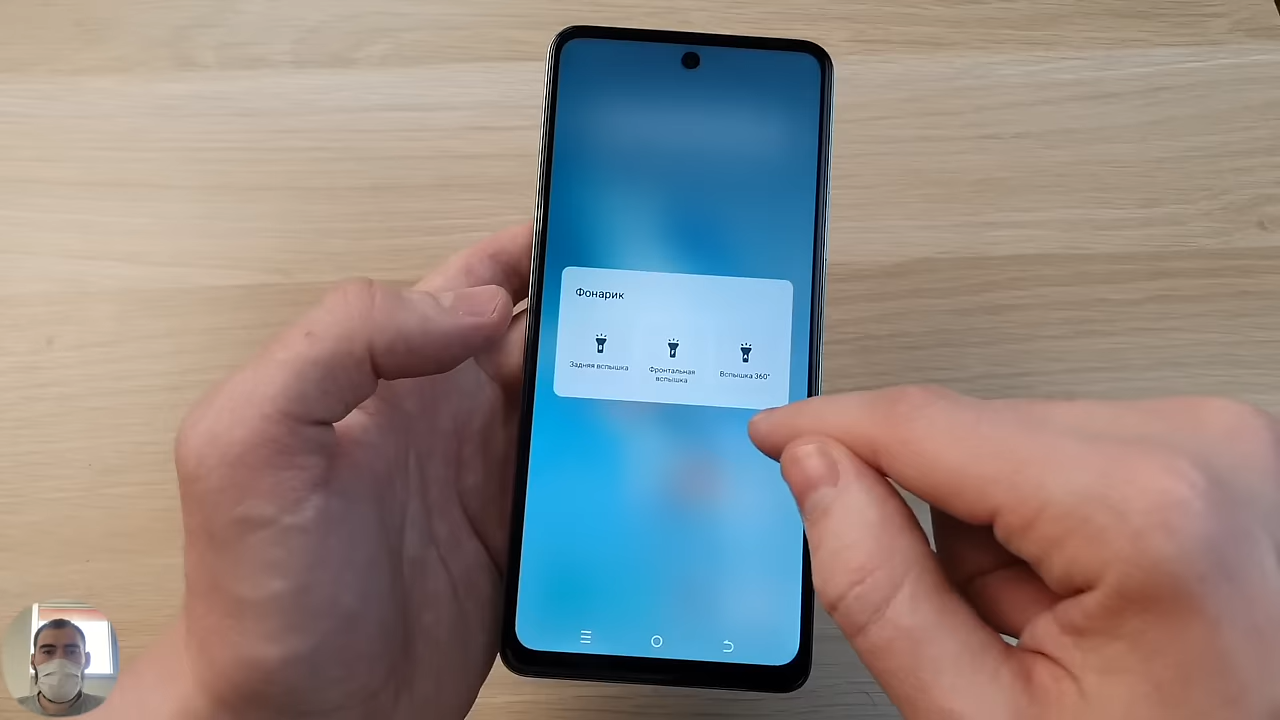 Фонарик
Задняя вспышка
Фронтальная
вспышка
Вспышка 360°